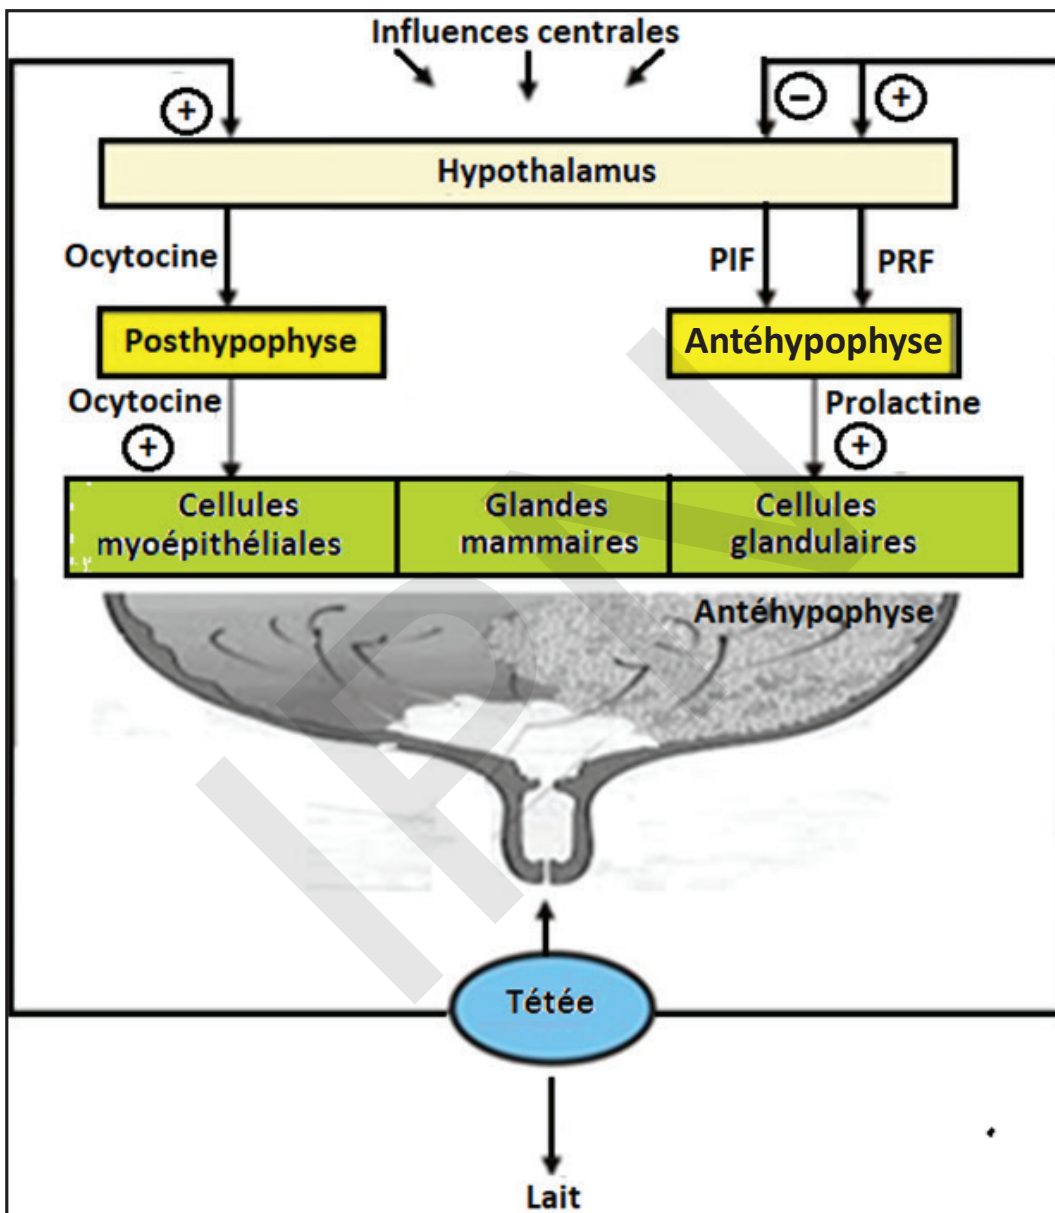 Influences centrales
+
−
+
Hypothalamus
Ocytocine
PIF
PRF
Posthypophyse
Antéhypophyse
Ocytocine
Prolactine
+
+
Cellules
myoépithéliales
Glandes
mammaires
Cellules
glandulaires
Antéhypophyse
Tétée
Lait
IPN